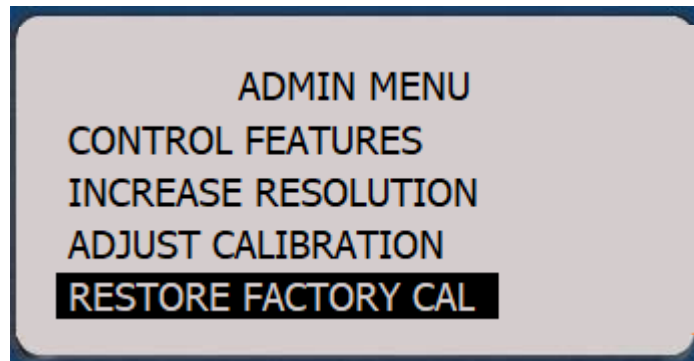 ADMIN MENU
CONTROL FEATURES
INCREASE RESOLUTION
ADJUST CALIBRATION
RESTORE FACTORY CAL